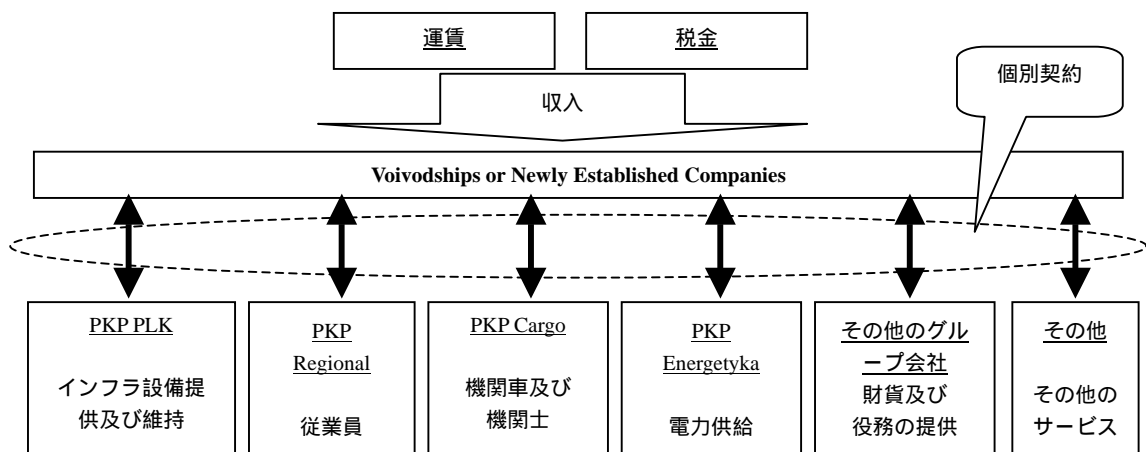 運賃
税金
個別契約
収入
Voivodships or Newly Established Companies
PKP PLK
インフラ設備提
供及び維持
PKP
Regional
従業員
PKP Cargo
機関車及び
機関士
PKP
Energetyka
電力供給
その他のグル
ープ会社
財貨及び
役務の提供
その他
その他の
サービス